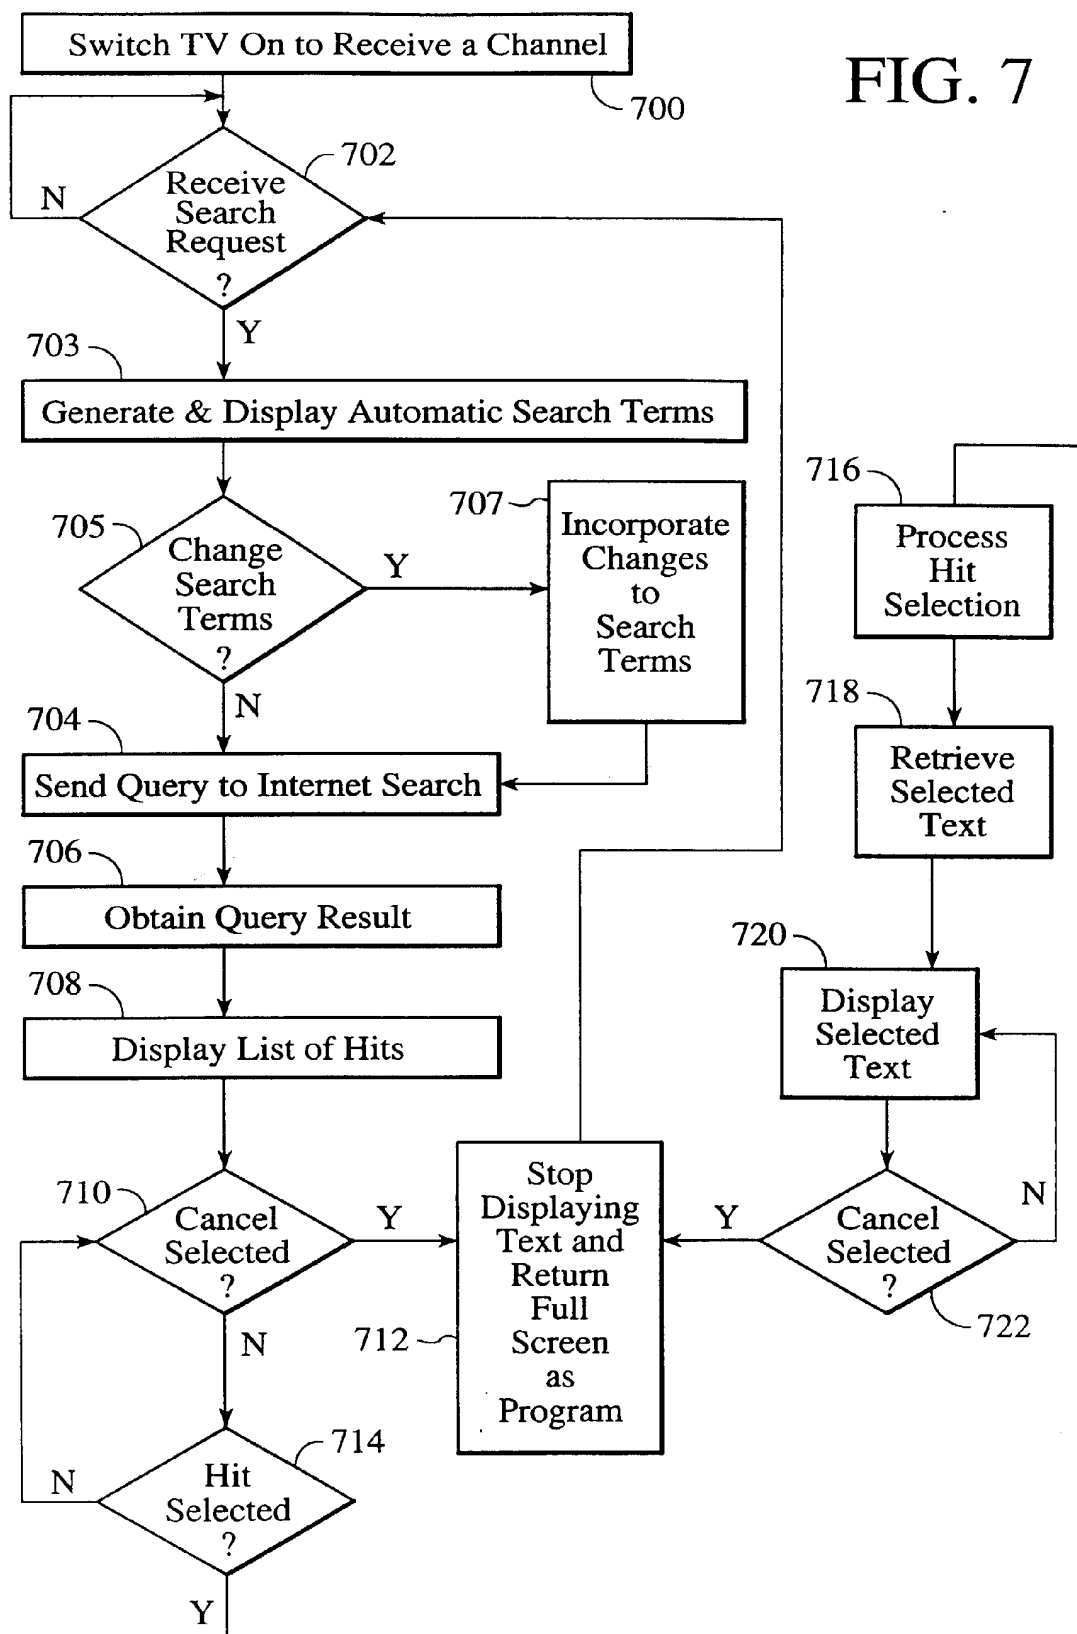 Switch TV On to Receive a Channel
FIG. 7
700
702
Receive
Search
Request
?
N
Y
703
Generate & Display Automatic Search Terms
705
Change
Search
Terms
?
Y
N
707
Incorporate
Changes
to
Search
Terms
704
Send Query to Internet Search
706
Obtain Query Result
708
Display List of Hits
710
Cancel
Selected
?
Y
N
712
Stop
Displaying
Text and
Return
Full
Screen
as
Program
714
Hit
Selected
?
N
Y
716
Process
Hit
Selection
718
Retrieve
Selected
Text
720
Display
Selected
Text
Cancel
Selected
?
Y
N
722